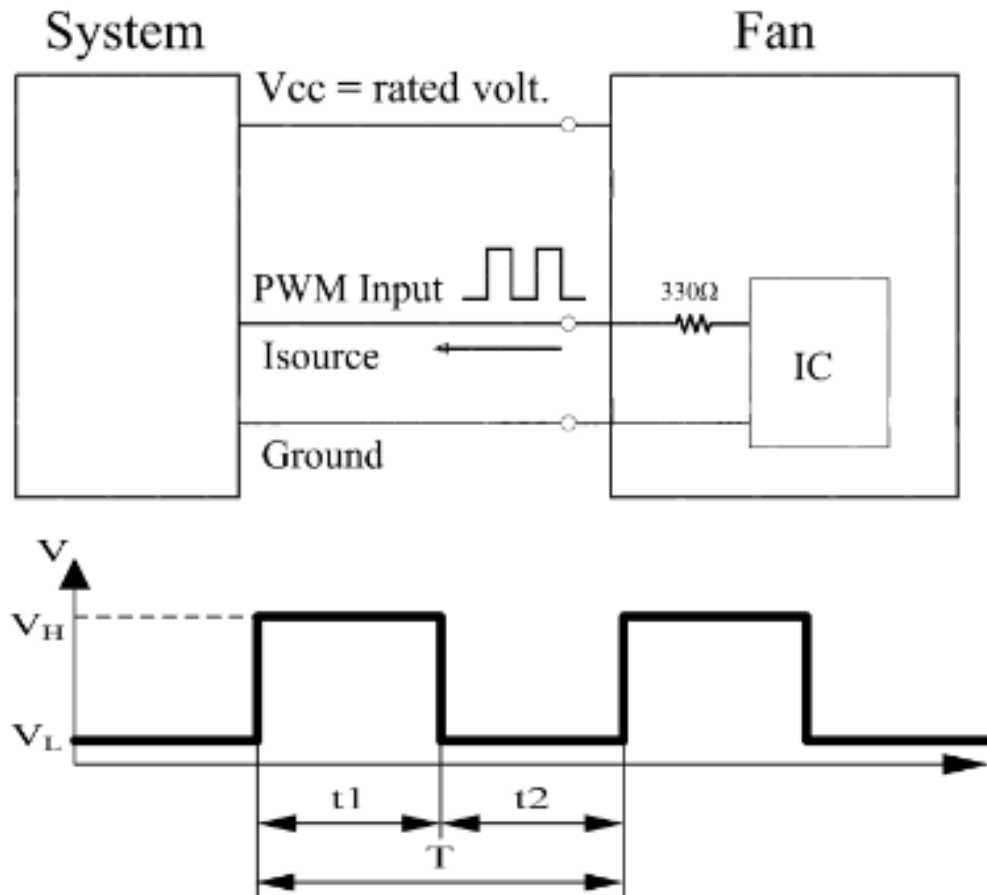 System
Fan
Vcc = rated volt.
PWM Input
330Ω
Isource
IC
Ground
V
VH
VL
t1
t2
T